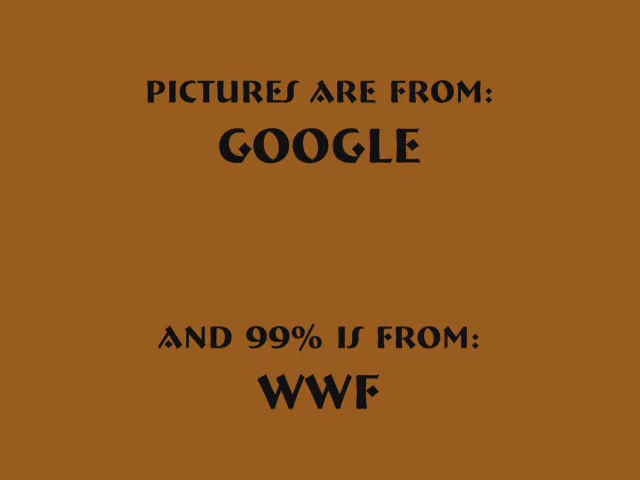 PICTURES ARE FROM:
GOOGLE
AND 99% IS FROM:
WWF